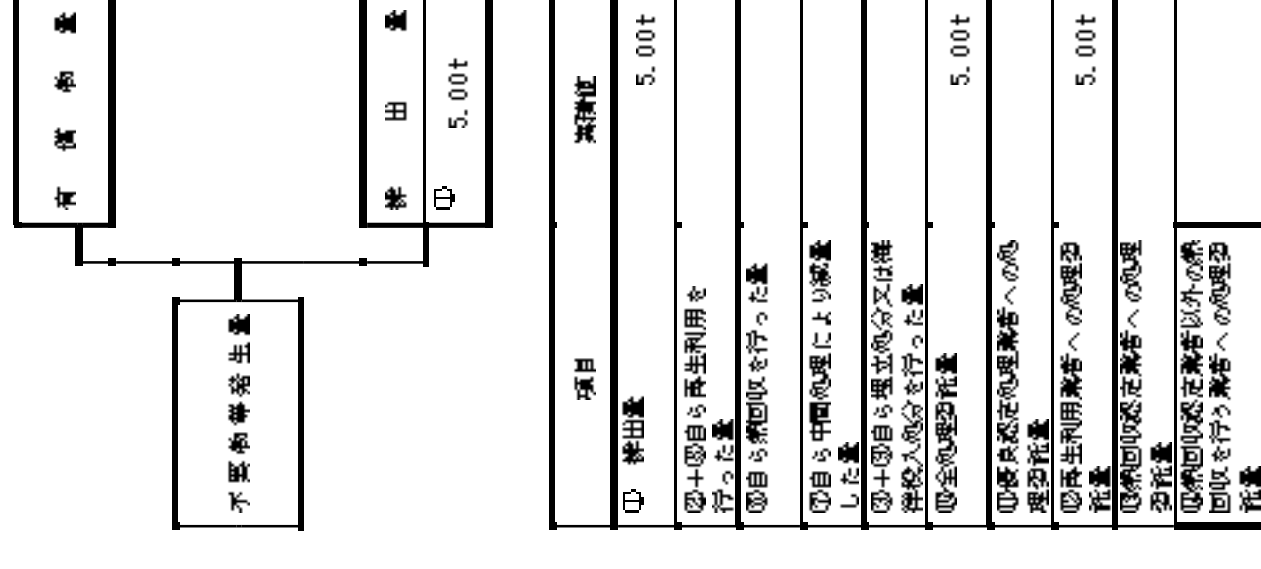 有償物量
不要物等発生量
排出量
①
5.00t
項目
実績値
① 排出量
5.00t
②+⑧自ら再生利用を
行った量
⑤自ら熱回収を行った量
⑦自ら中間処理により減量
した量
③+⑨自ら埋立処分又は海
洋投入処分を行った量
⑩全処理委託量
5.00t
⑪優良認定処理業者への処
理委託量
⑫再生利用業者への処理委
託量
5.00t
⑬熱回収認定業者への処理
委託量
⑭熱回収認定業者以外の熱
回収を行う業者への処理委
託量